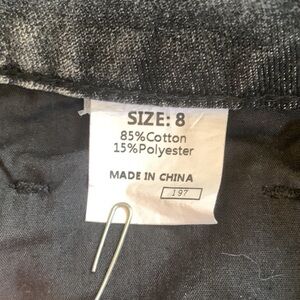 SIZE: 8
85%Cotton
15%Polyester
MADE IN CHINA
197